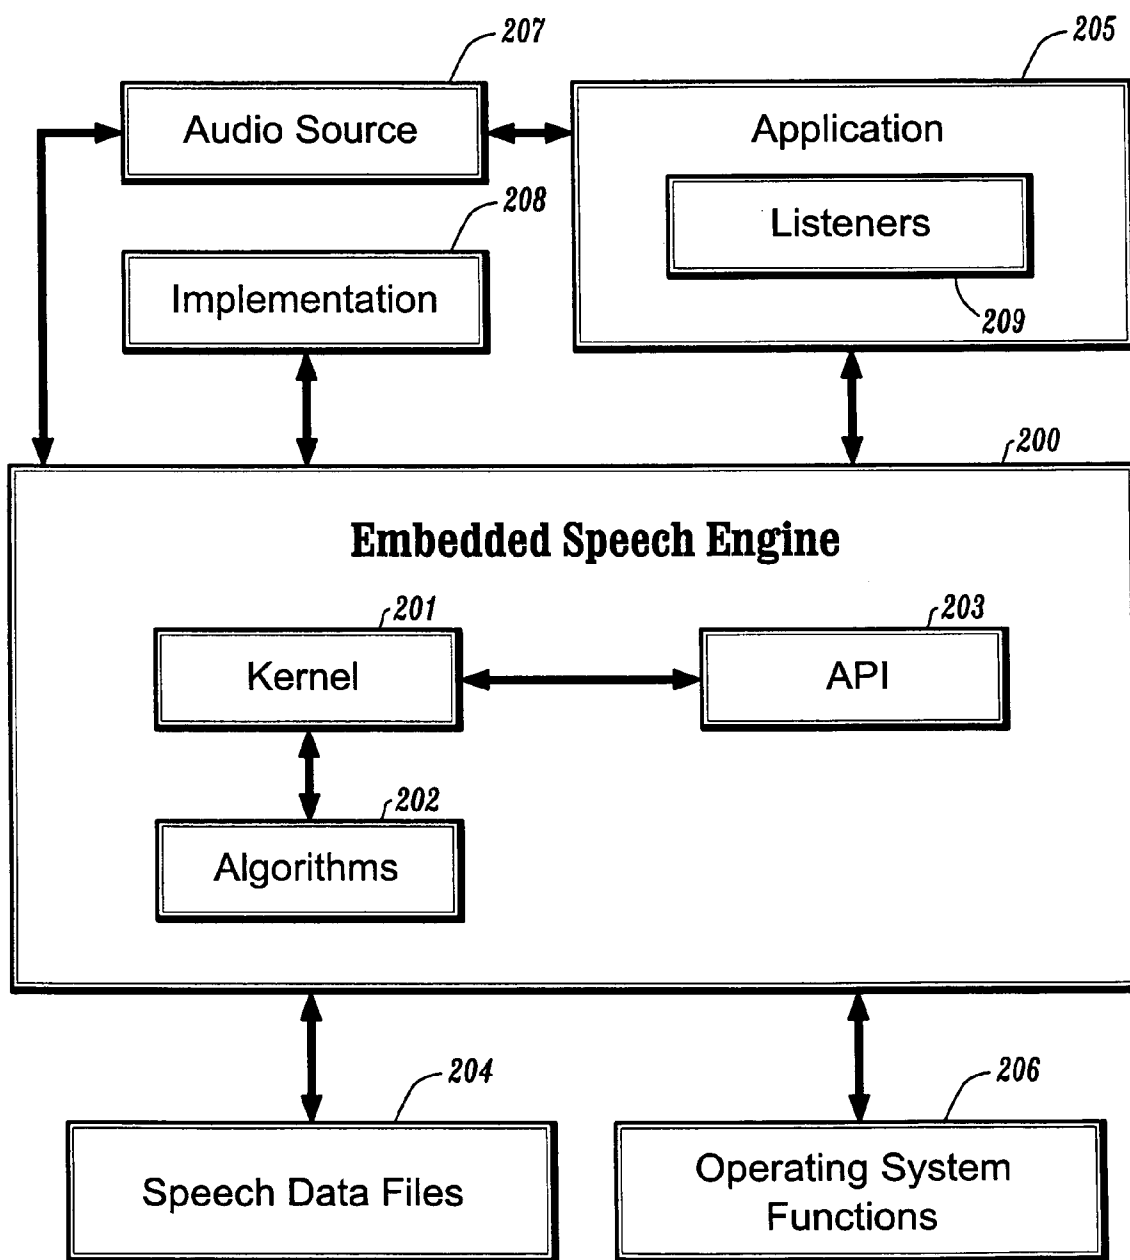 207
205
Audio Source
Application
208
Listeners
Implementation
209
200
Embedded Speech Engine
201
203
Kernel
API
202
Algorithms
204
206
Speech Data Files
Operating System
Functions